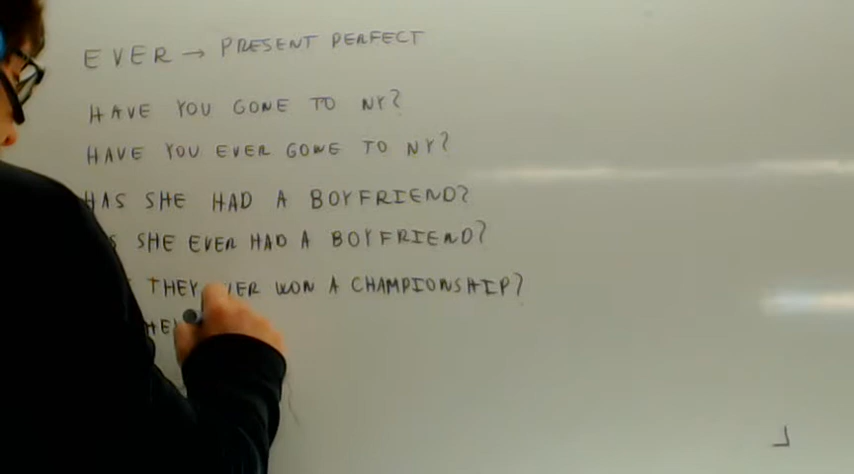 EVER → PRESENT PERFECT
HAVE YOU GONE TO NY?
HAVE YOU EVER GONE TO NY?
HAS SHE HAD A BOYFRIEND?
SHE EVER HAD A BOYFRIEND?
THEY EVER WON A CHAMPIONSHIP?